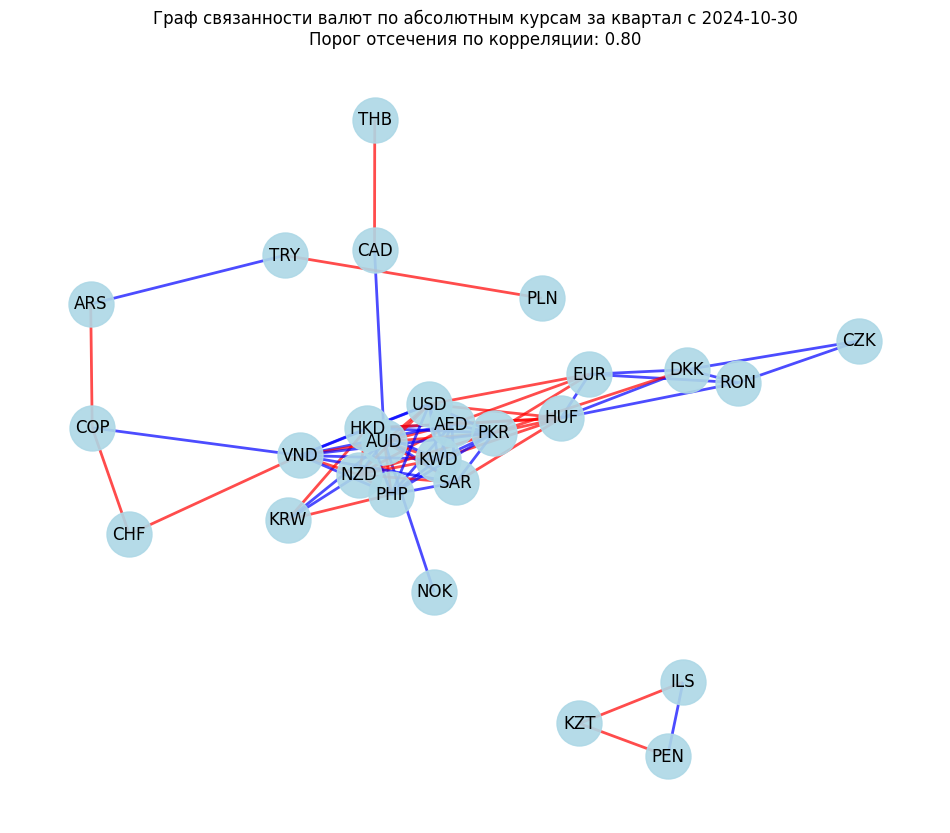 Граф связанности валют по абсолютным курсам за квартал с 2024-10-30
Порог отсечения по корреляции: 0.80
THB
CAD
TRY
PLN
ARS
CZK
EUR
DKK
RON
USD
HUF
AED
HKD
COP
PKR
AUD
VND
KWD
NZD
SAR
PHP
KRW
CHF
NOK
ILS
KZT
PEN